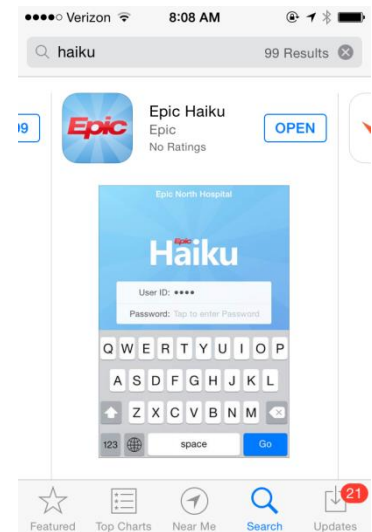 Verizon 8:08 AM
haiku 99 Results
99
Epic
Epic Haiku
Epic
No Ratings
OPEN
Epic North Hospital
Epic
Haiku
User ID: ••••
Password: Tap to enter Password
Q W E R T Y U I O P
A S D F G H J K L
Z X C V B N M
123 space Go
21
Featured Top Charts Near Me Search Updates